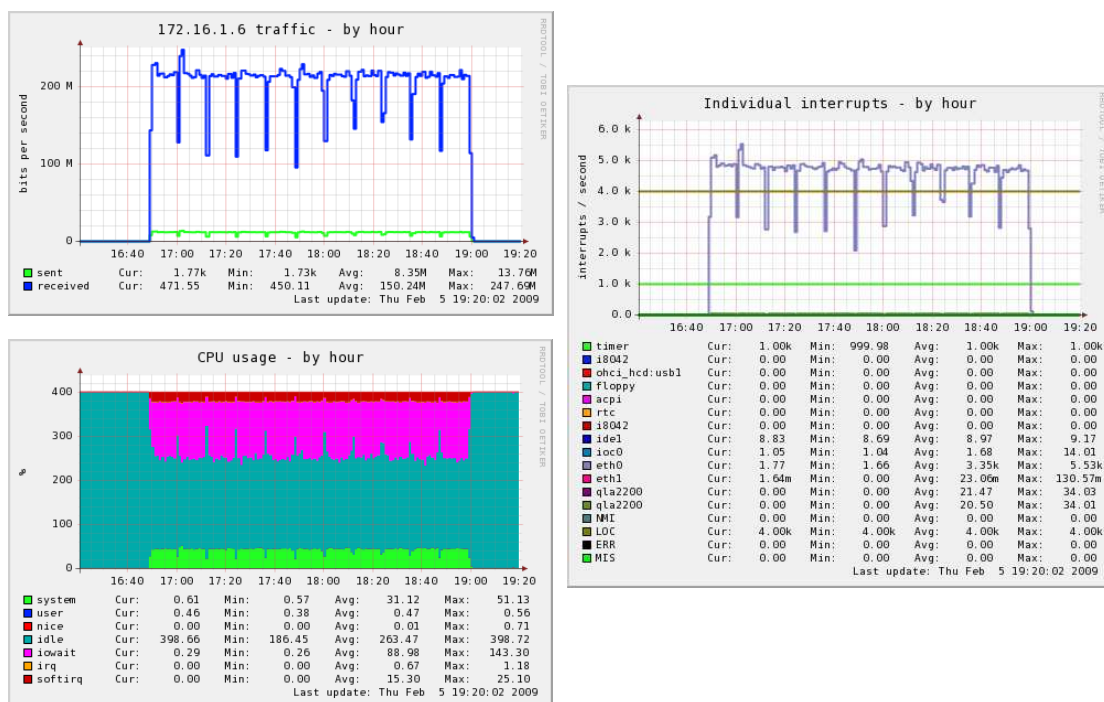 172.16.1.6 traffic - by hour
RRDTOOL / TOBI OETIKER
bits per second
200 M
100 M
0
16:40 17:00 17:20 17:40 18:00 18:20 18:40 19:00 19:20
sent Cur: 1.77k Min: 1.73k Avg: 8.35M Max: 13.76M
received Cur: 471.55 Min: 450.11 Avg: 150.24M Max: 247.69M
Last update: Thu Feb 5 19:20:02 2009
CPU usage - by hour
RRDTOOL / TOBI OETIKER
%
400
300
200
100
0
16:40 17:00 17:20 17:40 18:00 18:20 18:40 19:00 19:20
system Cur: 0.61 Min: 0.57 Avg: 31.12 Max: 51.13
user Cur: 0.46 Min: 0.38 Avg: 0.47 Max: 0.56
nice Cur: 0.00 Min: 0.00 Avg: 0.01 Max: 0.71
idle Cur: 398.66 Min: 186.45 Avg: 263.47 Max: 398.72
iowait Cur: 0.29 Min: 0.26 Avg: 88.98 Max: 143.30
irq Cur: 0.00 Min: 0.00 Avg: 0.67 Max: 1.18
softirq Cur: 0.00 Min: 0.00 Avg: 15.30 Max: 25.10
Last update: Thu Feb 5 19:20:02 2009
Individual interrupts - by hour
RRDTOOL / TOBI OETIKER
interrupts / second
6.0 k
5.0 k
4.0 k
3.0 k
2.0 k
1.0 k
0.0
16:40 17:00 17:20 17:40 18:00 18:20 18:40 19:00 19:20
timer Cur: 1.00k Min: 999.98 Avg: 1.00k Max: 1.00k
i8042 Cur: 0.00 Min: 0.00 Avg: 0.00 Max: 0.00
ohci_hcd:usb1 Cur: 0.00 Min: 0.00 Avg: 0.00 Max: 0.00
floppy Cur: 0.00 Min: 0.00 Avg: 0.00 Max: 0.00
acpi Cur: 0.00 Min: 0.00 Avg: 0.00 Max: 0.00
rtc Cur: 0.00 Min: 0.00 Avg: 0.00 Max: 0.00
i8042 Cur: 0.00 Min: 0.00 Avg: 0.00 Max: 0.00
ide1 Cur: 8.83 Min: 8.69 Avg: 8.97 Max: 9.17
ioc0 Cur: 1.05 Min: 1.04 Avg: 1.68 Max: 14.01
eth0 Cur: 1.77 Min: 1.66 Avg: 3.35k Max: 5.53k
eth1 Cur: 1.64m Min: 0.00 Avg: 23.06m Max: 130.57m
qla2200 Cur: 0.00 Min: 0.00 Avg: 21.47 Max: 34.03
qla2200 Cur: 0.00 Min: 0.00 Avg: 20.50 Max: 34.01
NMI Cur: 0.00 Min: 0.00 Avg: 0.00 Max: 0.00
LOC Cur: 4.00k Min: 4.00k Avg: 4.00k Max: 4.00k
ERR Cur: 0.00 Min: 0.00 Avg: 0.00 Max: 0.00
MIS Cur: 0.00 Min: 0.00 Avg: 0.00 Max: 0.00
Last update: Thu Feb 5 19:20:02 2009